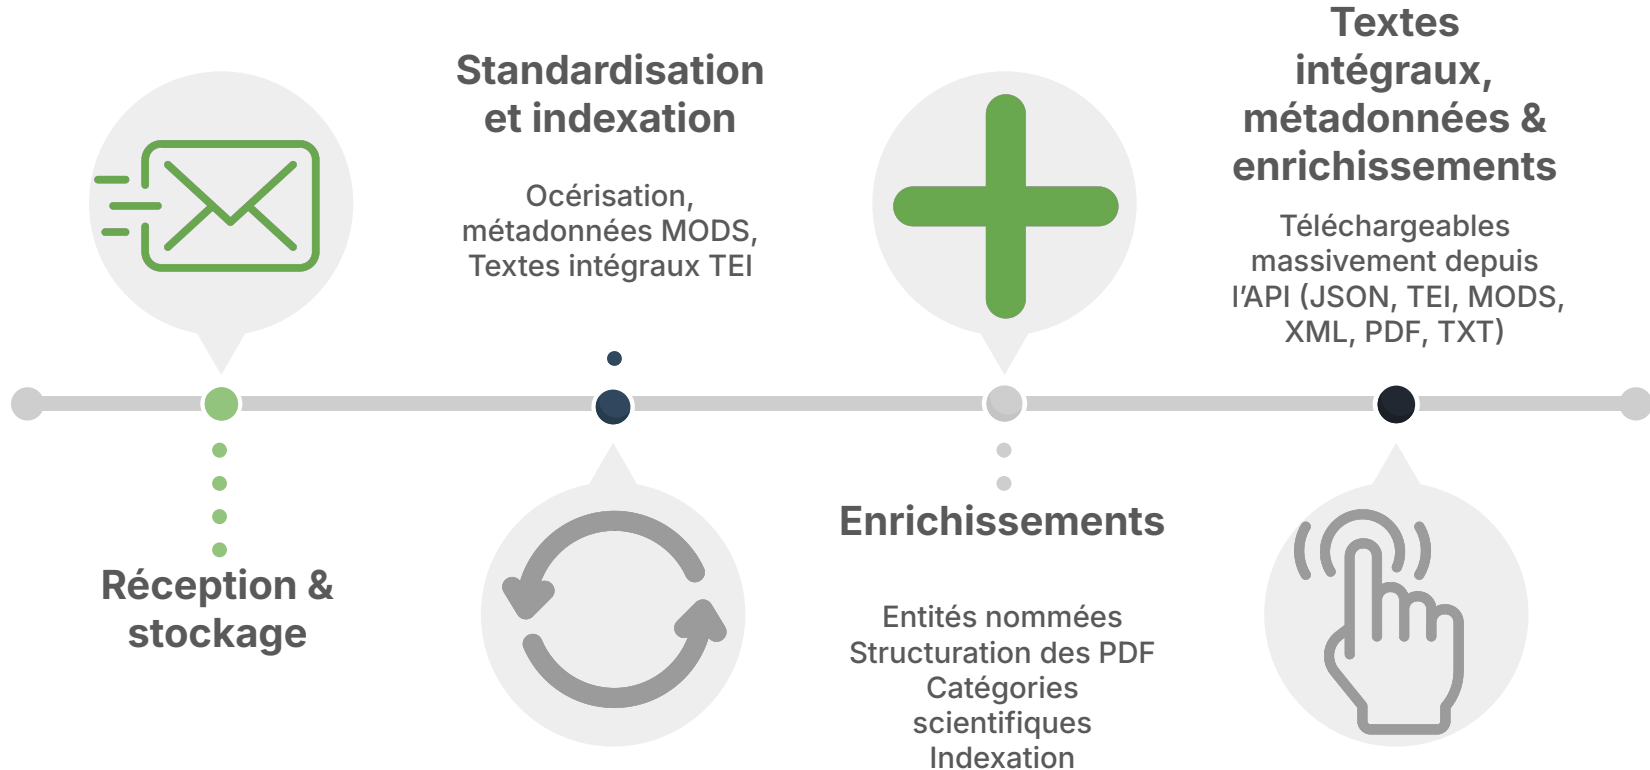 Réception &
stockage
Standardisation
et indexation
Océrisation,
métadonnées MODS,
Textes intégraux TEI
Enrichissements
Entités nommées
Structuration des PDF
Catégories
scientifiques
Indexation
Textes
intégraux,
métadonnées &
enrichissements
Téléchargeables
massivement depuis
l’API (JSON, TEI, MODS,
XML, PDF, TXT)